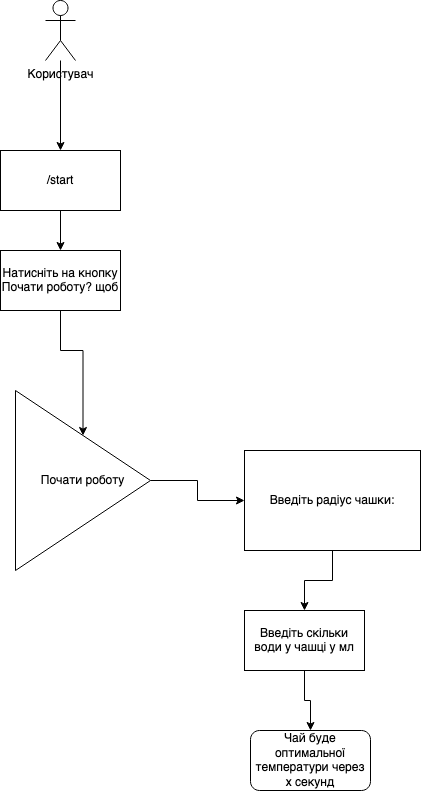 Користувач
/start
Натисніть на кнопку
Почати роботу? щоб
Почати роботу
Введіть радіус чашки:
Введіть скільки
води у чашці у мл
Чай буде
оптимальної
температури через
х секунд